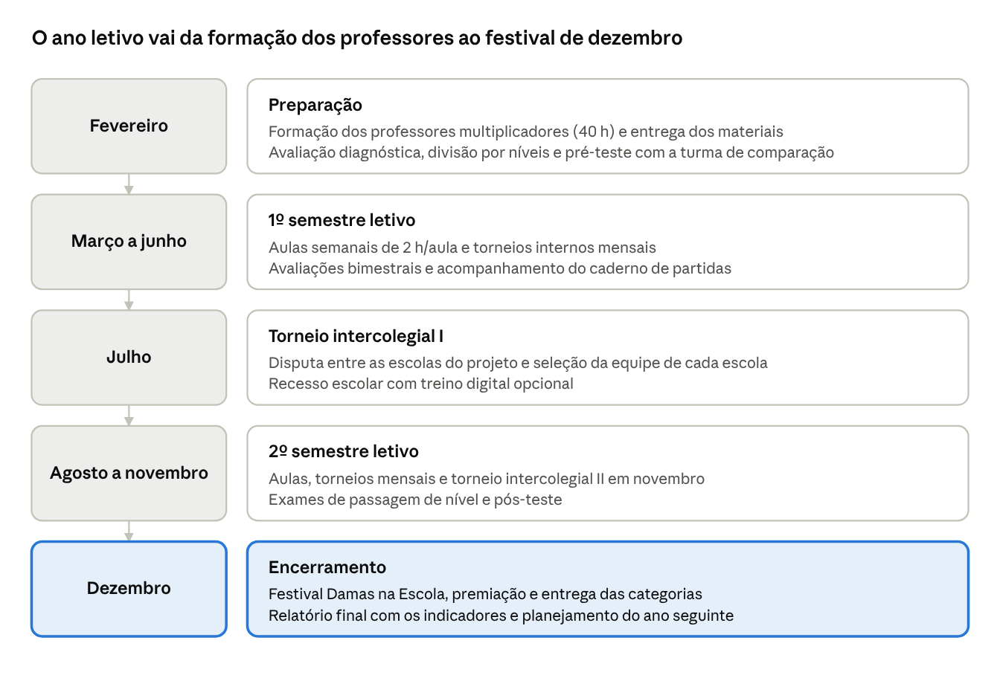 O ano letivo vai da formação dos professores ao festival de dezembro
Fevereiro
Preparação
Formação dos professores multiplicadores (40 h) e entrega dos materiais
Avaliação diagnóstica, divisão por níveis e pré-teste com a turma de comparação
Março a junho
1º semestre letivo
Aulas semanais de 2 h/aula e torneios internos mensais
Avaliações bimestrais e acompanhamento do caderno de partidas
Julho
Torneio intercolegial I
Disputa entre as escolas do projeto e seleção da equipe de cada escola
Recesso escolar com treino digital opcional
Agosto a novembro
2º semestre letivo
Aulas, torneios mensais e torneio intercolegial II em novembro
Exames de passagem de nível e pós-teste
Dezembro
Encerramento
Festival Damas na Escola, premiação e entrega das categorias
Relatório final com os indicadores e planejamento do ano seguinte